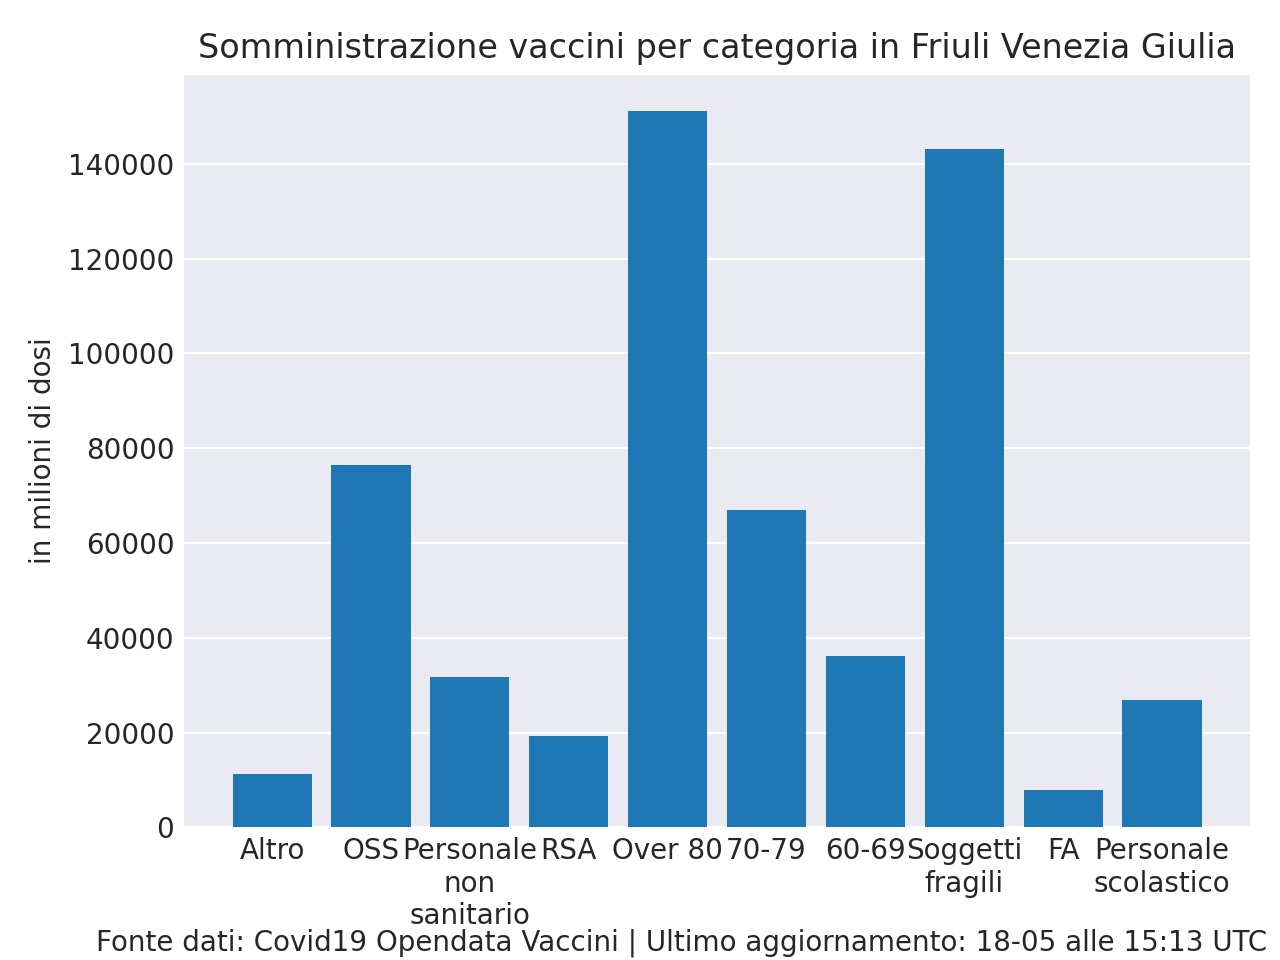 Somministrazione vaccini per categoria in Friuli Venezia Giulia
in milioni di dosi
140000
120000
100000
80000
60000
40000
20000
0
Altro OSS Personale RSA Over 80 70-79 60-69 Soggetti FA Personale
non fragili scolastico
sanitario
Fonte dati: Covid19 Opendata Vaccini | Ultimo aggiornamento: 18-05 alle 15:13 UTC